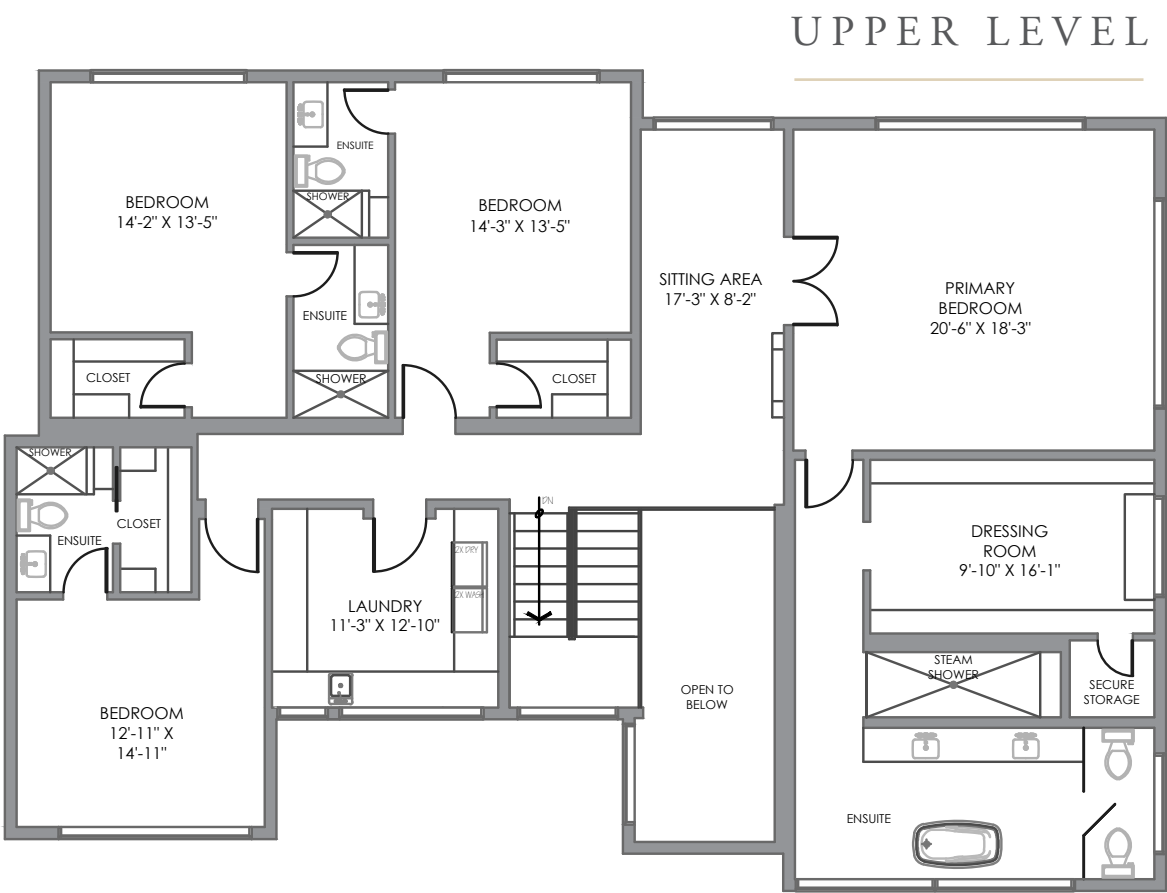 UPPER LEVEL
ENSUITE
SHOWER
BEDROOM
14'-2" X 13'-5"
BEDROOM
14'-3" X 13'-5"
SITTING AREA
17'-3" X 8'-2"
PRIMARY
BEDROOM
20'-6" X 18'-3"
ENSUITE
SHOWER
CLOSET
CLOSET
SHOWER
CLOSET
ENSUITE
DN
2X DRY
2X WASH
LAUNDRY
11'-3" X 12'-10"
DRESSING
ROOM
9'-10" X 16'-1"
STEAM
SHOWER
SECURE
STORAGE
OPEN TO
BELOW
BEDROOM
12'-11" X
14'-11"
ENSUITE